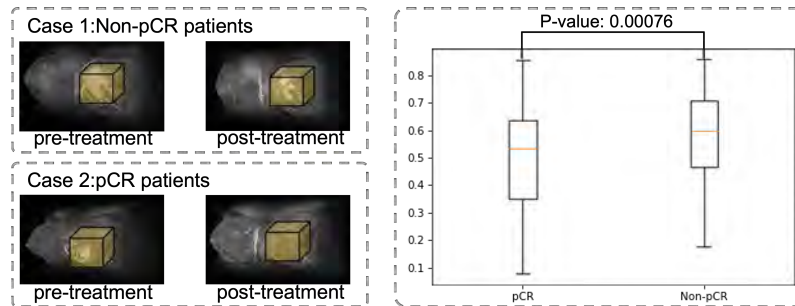 Case 1:Non-pCR patients
pre-treatment post-treatment
Case 2:pCR patients
pre-treatment post-treatment
P-value: 0.00076
0.8
0.7
0.6
0.5
0.4
0.3
0.2
0.1
pCR Non-pCR